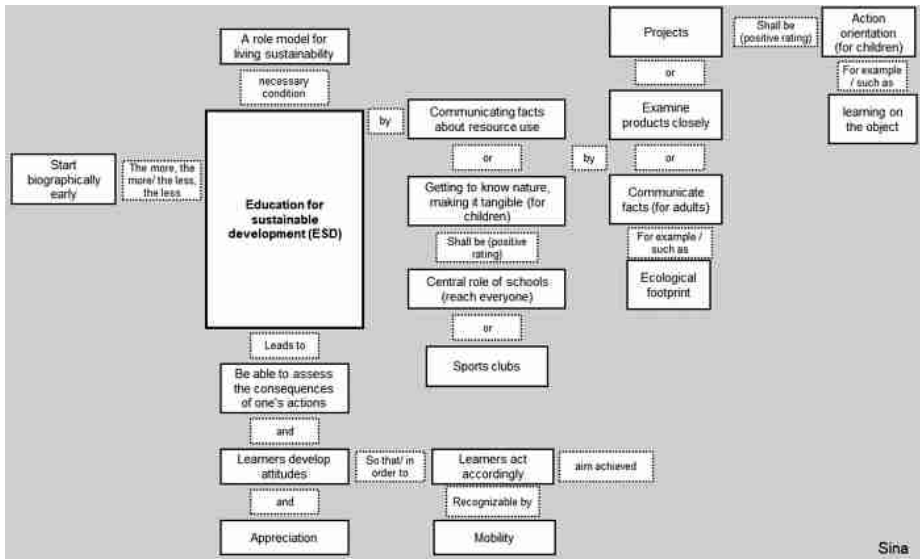 A role model for
living sustainability
necessary
condition
Start
biographically
early
The more, the
more/ the less,
the less
Education for
sustainable
development (ESD)
by
Communicating facts
about resource use
or
Getting to know nature,
making it tangible (for
children)
Shall be (positive
rating)
Central role of schools
(reach everyone)
or
Sports clubs
by
Projects
or
Examine
products closely
or
Communicate
facts (for adults)
For example /
such as
Ecological
footprint
Shall be
(positive rating)
Action
orientation
(for children)
For example
/ such as
learning on
the object
Leads to
Be able to assess
the consequences
of one's actions
and
Learners develop
attitudes
So that/ in
order to
Learners act
accordingly
aim achieved
and
Recognizable by
Appreciation
Mobility
Sina